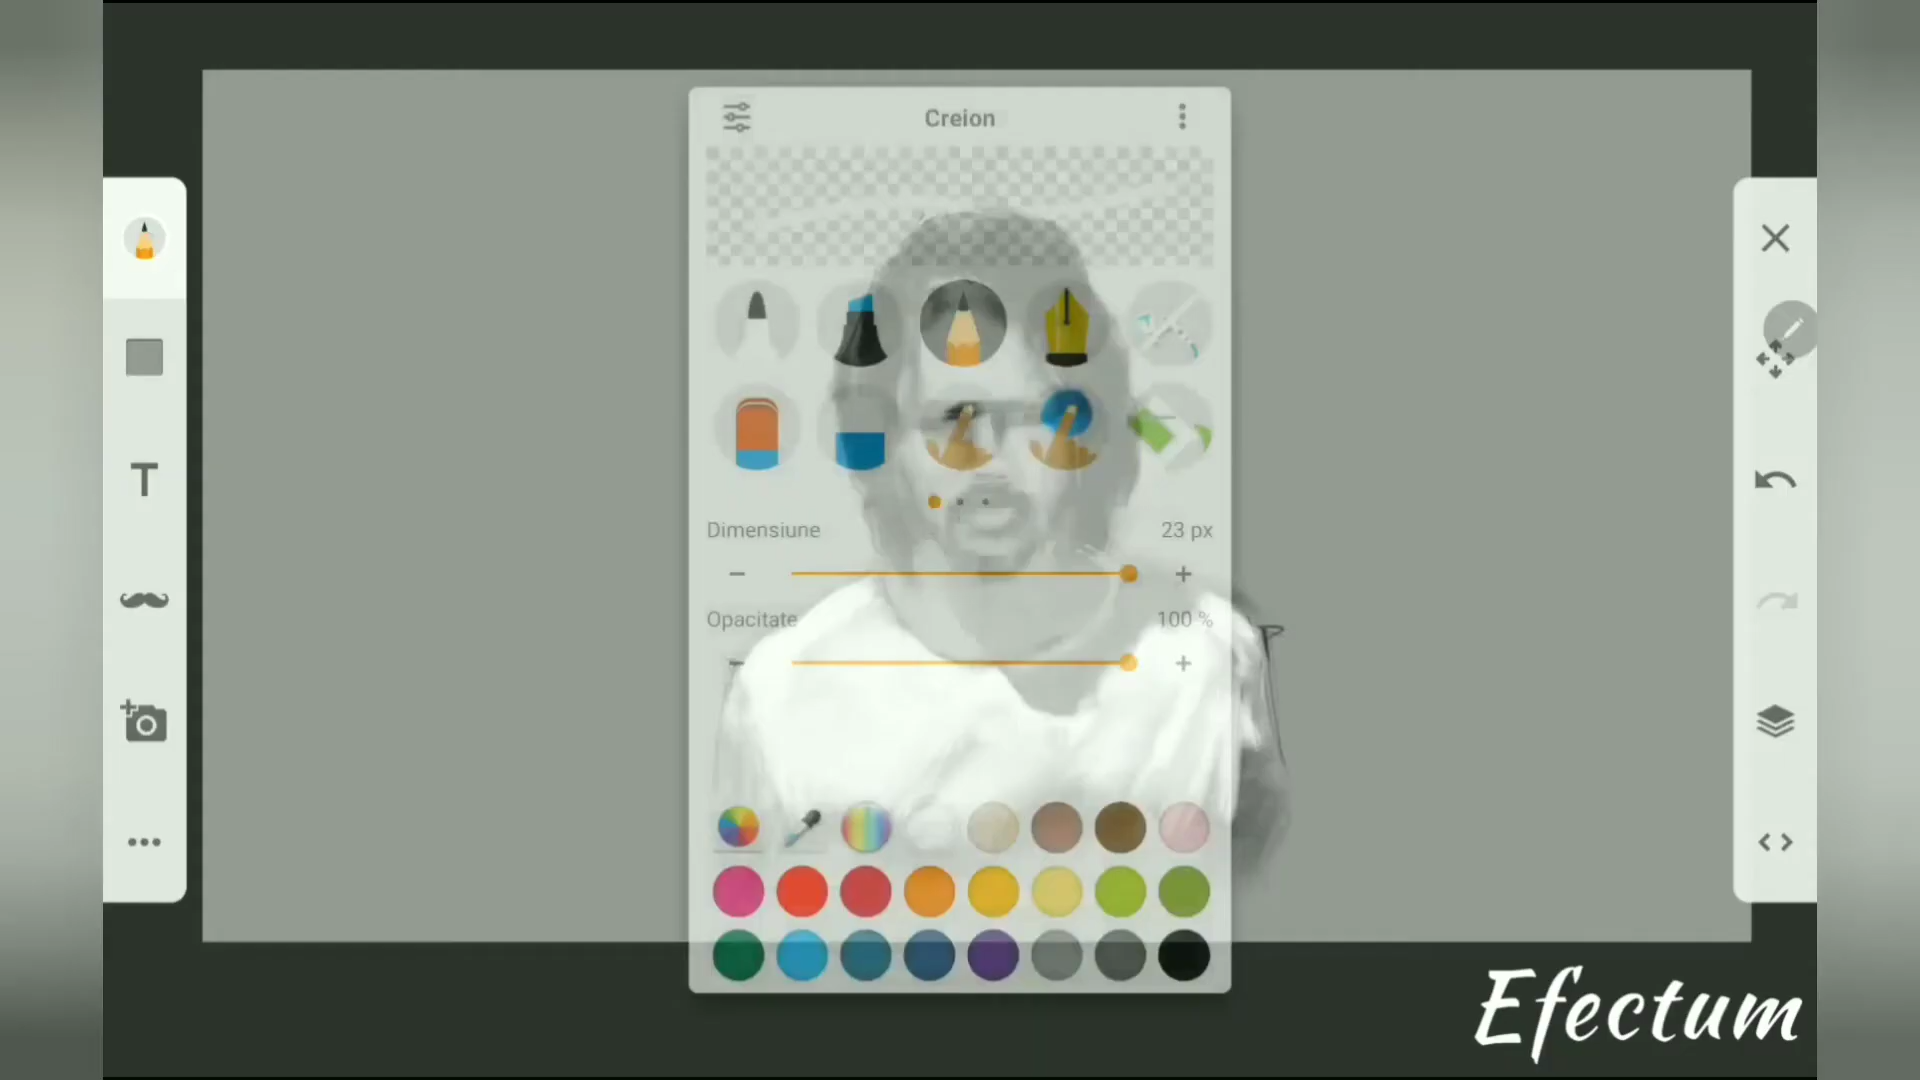 Creion
T
Dimensiune
23 px
Opacitate
100 %
Efectum